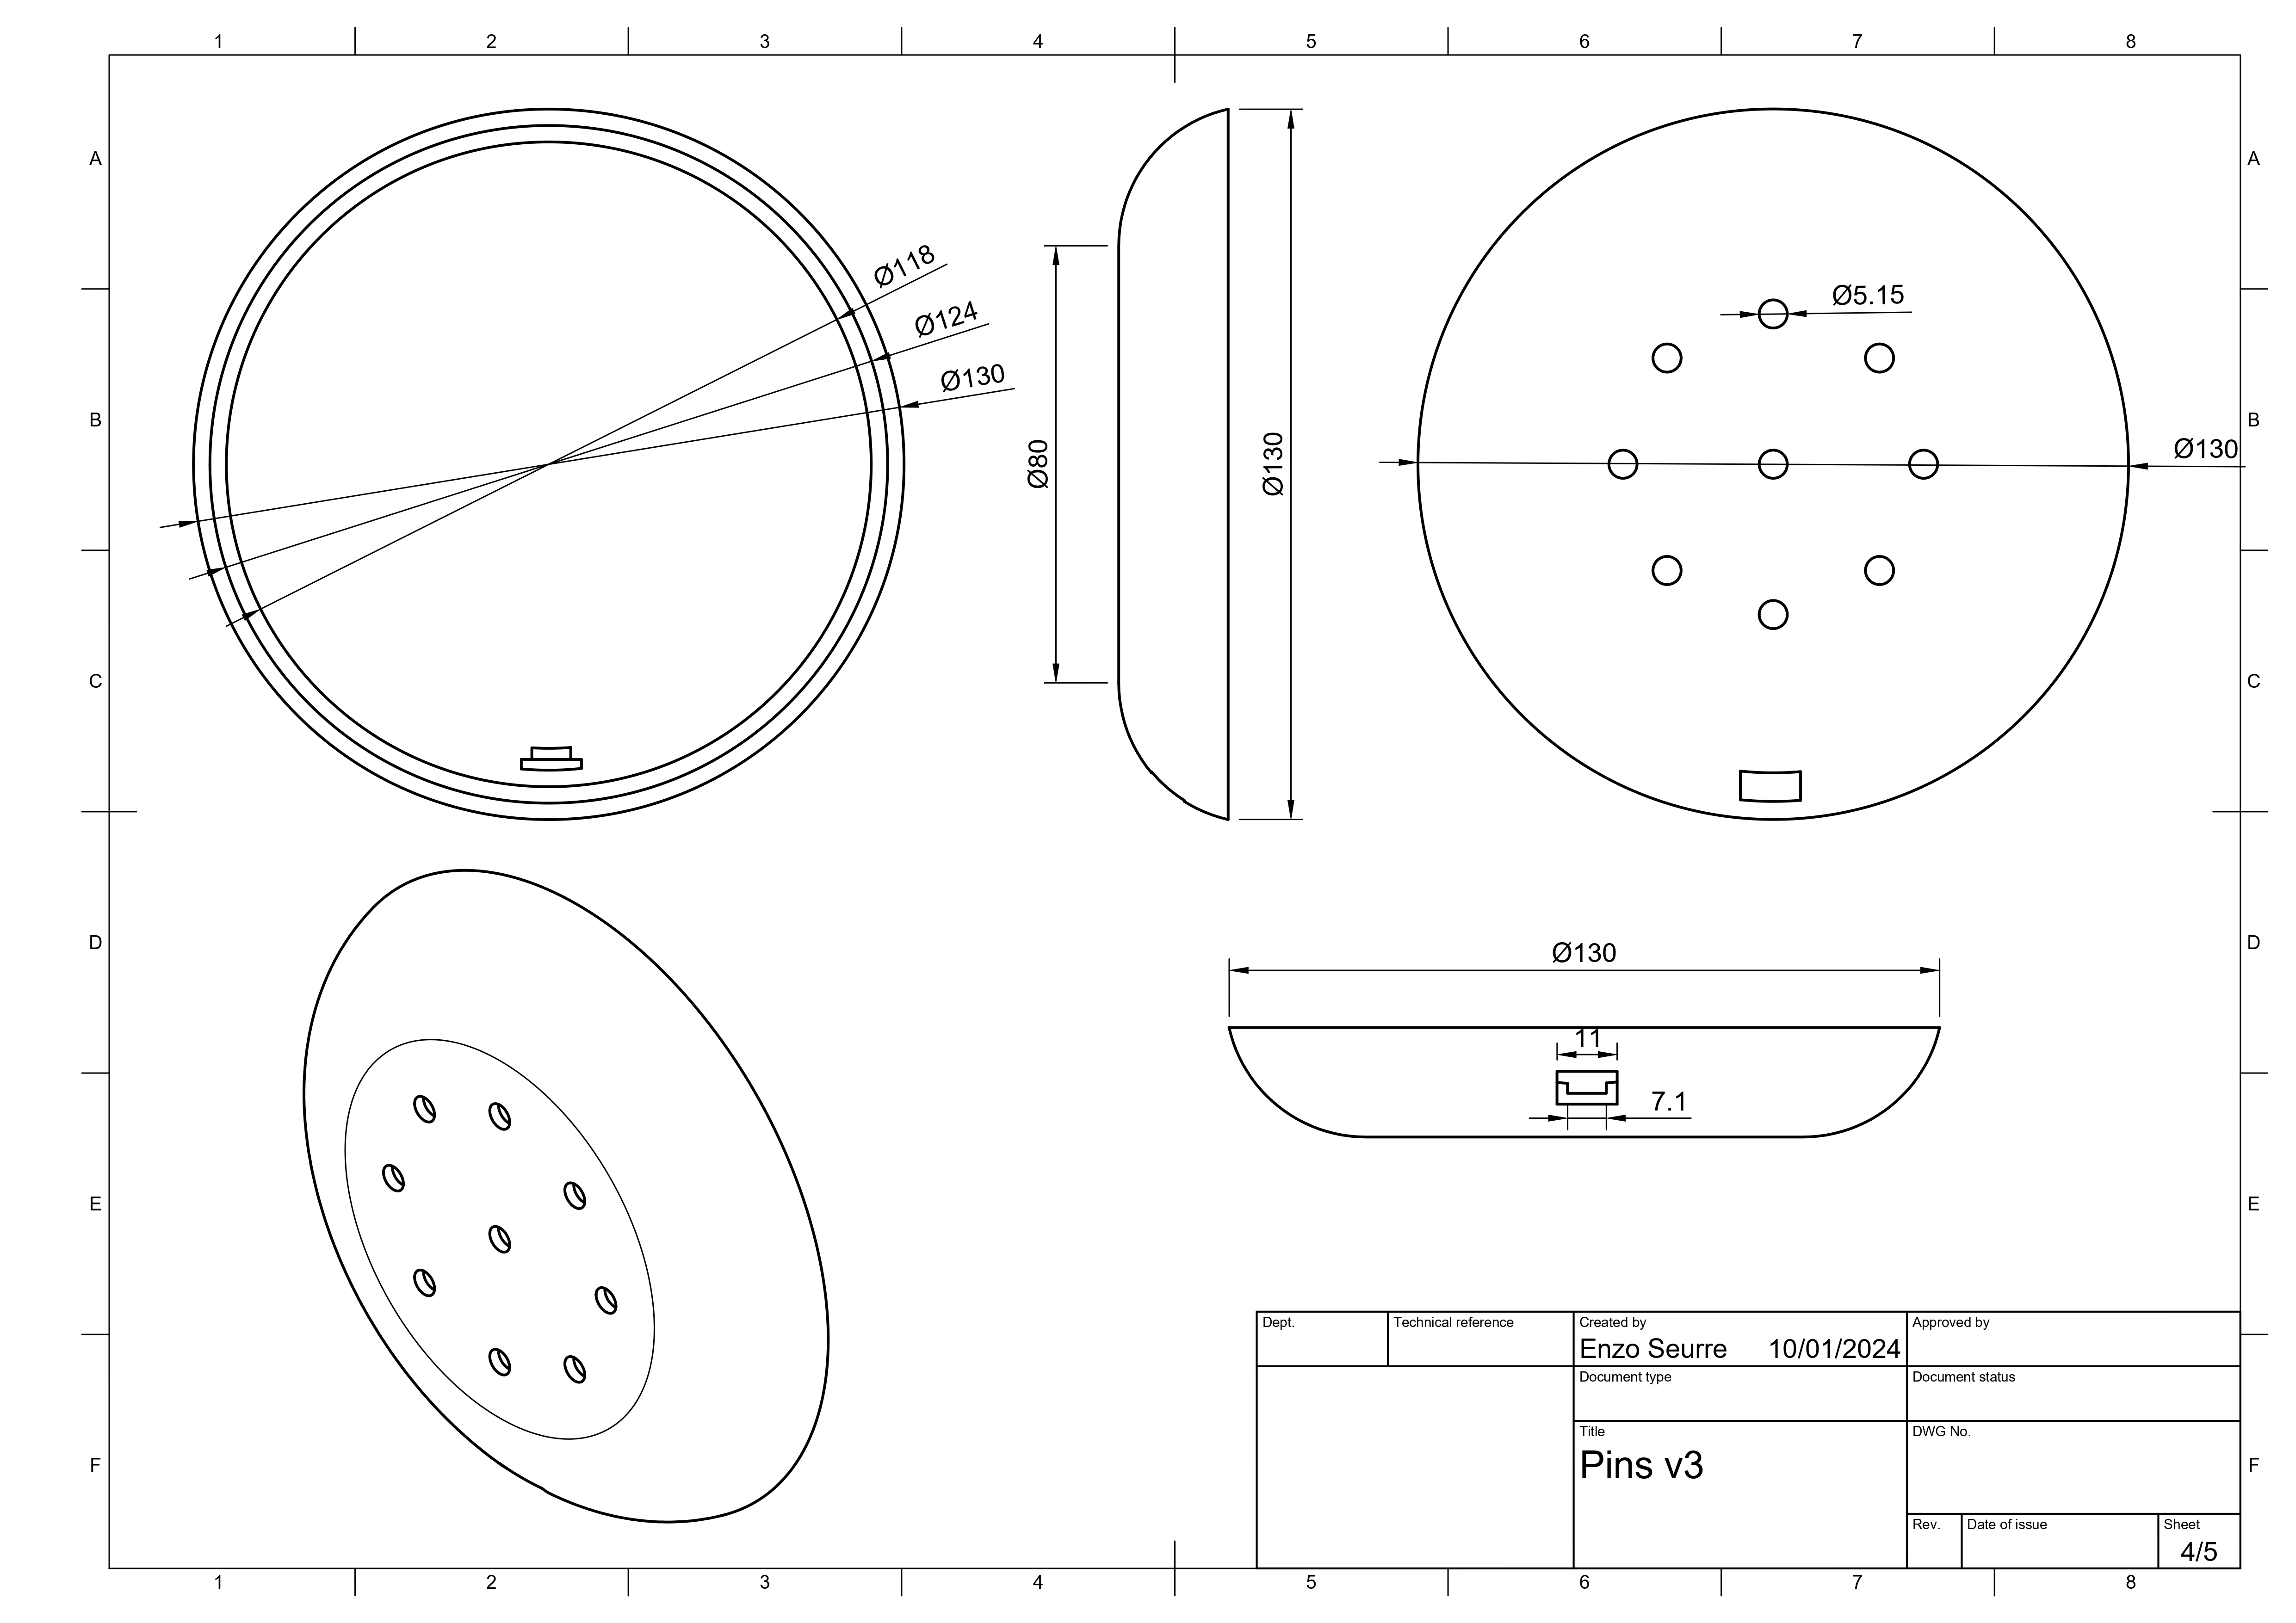 1 2 3 4 5 6 7 8
A A
Ø118
Ø5.15
Ø124
Ø130
B B
Ø80
Ø130
Ø130
C C
D D
Ø130
11
7.1
E E
Dept. Technical reference Created by Approved by
Enzo Seurre 10/01/2024
Document type Document status
Title DWG No.
Pins v3
F F
Rev. Date of issue Sheet
4/5
1 2 3 4 5 6 7 8